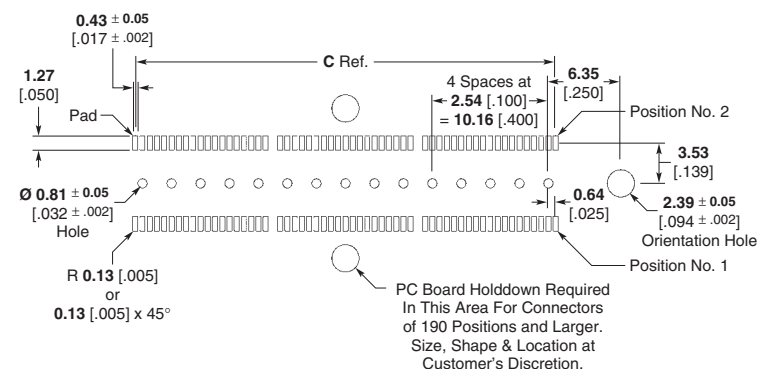 0.43 ± 0.05
[.017 ± .002]
C Ref.
1.27
[.050]
Pad
4 Spaces at
2.54 [.100]
= 10.16 [.400]
6.35
[.250]
Position No. 2
3.53
[.139]
Ø 0.81 ± 0.05
[.032 ± .002]
Hole
0.64
[.025]
2.39 ± 0.05
[.094 ± .002]
Orientation Hole
R 0.13 [.005]
or
0.13 [.005] x 45°
Position No. 1
PC Board Holddown Required
In This Area For Connectors
of 190 Positions and Larger.
Size, Shape & Location at
Customer's Discretion.